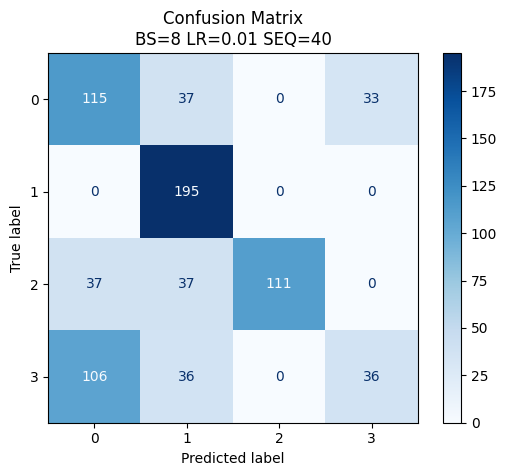 Confusion Matrix
BS=8 LR=0.01 SEQ=40
0 115 37 0 33
1 0 195 0 0
2 37 37 111 0
3 106 36 0 36
0 1 2 3
True label
Predicted label
175
150
125
100
75
50
25
0